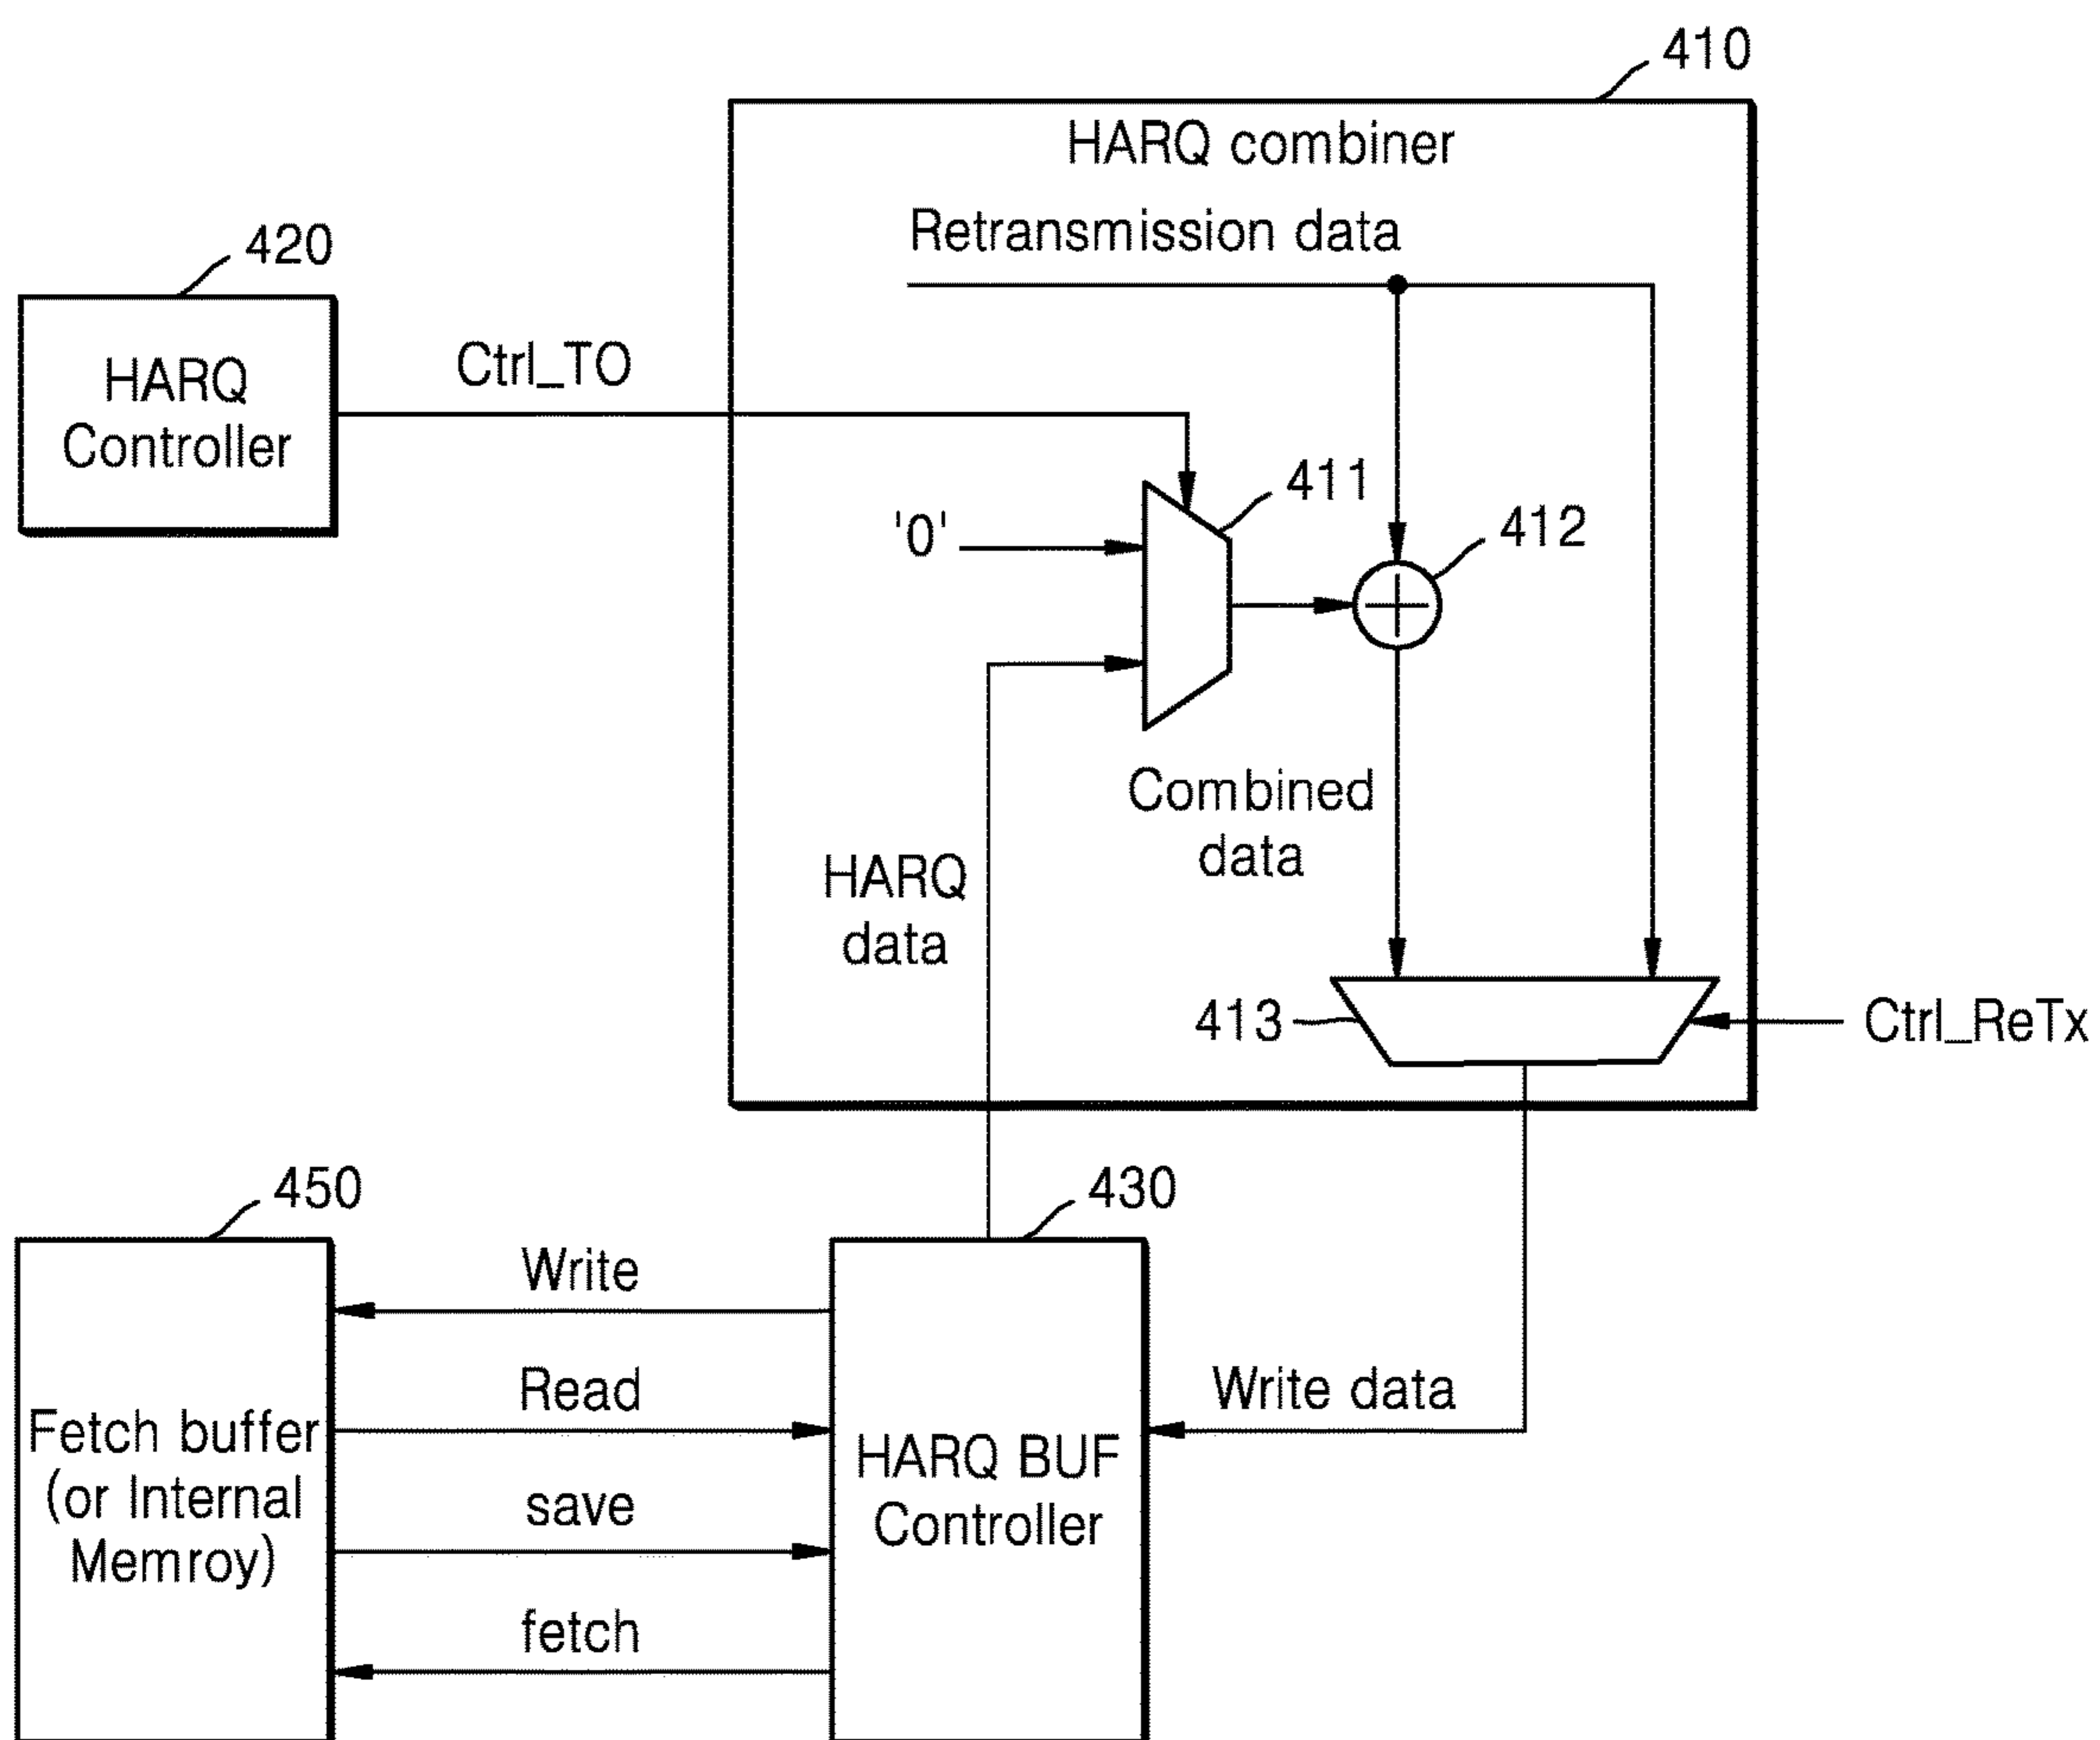 410
HARQ combiner
Retransmission data
420
HARQ
Controller
Ctrl_TO
411
'0'
412
Combined
data
HARQ
data
413
Ctrl_ReTx
450
430
Write
Read
Write data
Fetch buffer
(or Internal
Memroy)
HARQ BUF
Controller
save
fetch